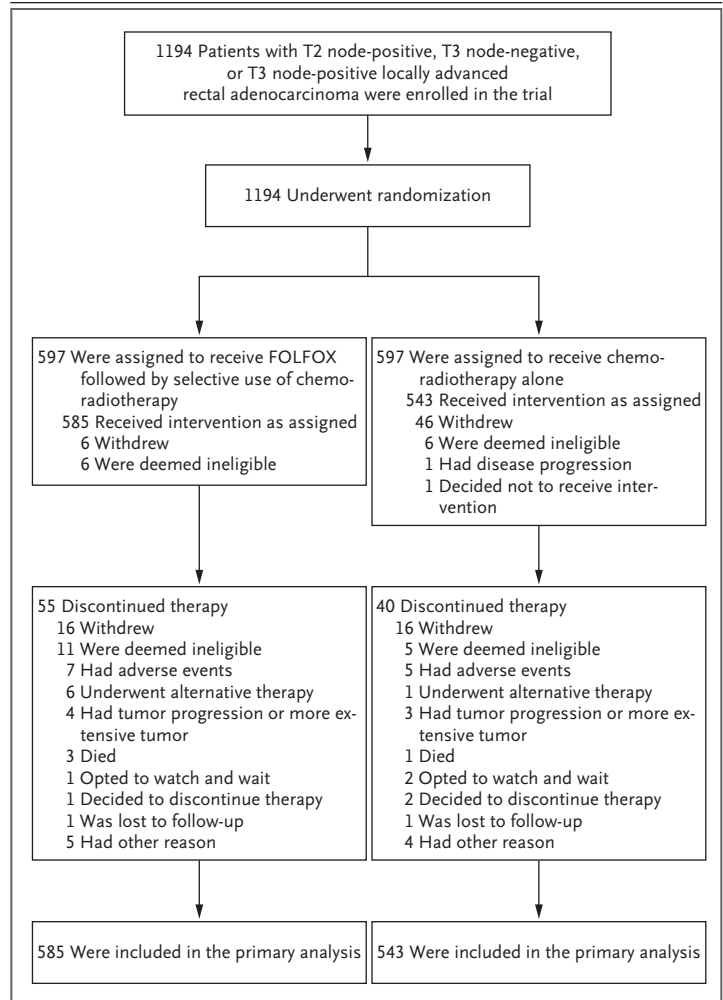 1194 Patients with T2 node-positive, T3 node-negative,
or T3 node-positive locally advanced
rectal adenocarcinoma were enrolled in the trial
1194 Underwent randomization
597 Were assigned to receive FOLFOX
followed by selective use of chemo-
radiotherapy
585 Received intervention as assigned
6 Withdrew
6 Were deemed ineligible
597 Were assigned to receive chemo-
radiotherapy alone
543 Received intervention as assigned
46 Withdrew
6 Were deemed ineligible
1 Had disease progression
1 Decided not to receive inter-
vention
55 Discontinued therapy
16 Withdrew
11 Were deemed ineligible
7 Had adverse events
6 Underwent alternative therapy
4 Had tumor progression or more ex-
tensive tumor
3 Died
1 Opted to watch and wait
1 Decided to discontinue therapy
1 Was lost to follow-up
5 Had other reason
40 Discontinued therapy
16 Withdrew
5 Were deemed ineligible
5 Had adverse events
1 Underwent alternative therapy
3 Had tumor progression or more ex-
tensive tumor
1 Died
2 Opted to watch and wait
2 Decided to discontinue therapy
1 Was lost to follow-up
4 Had other reason
585 Were included in the primary analysis
543 Were included in the primary analysis